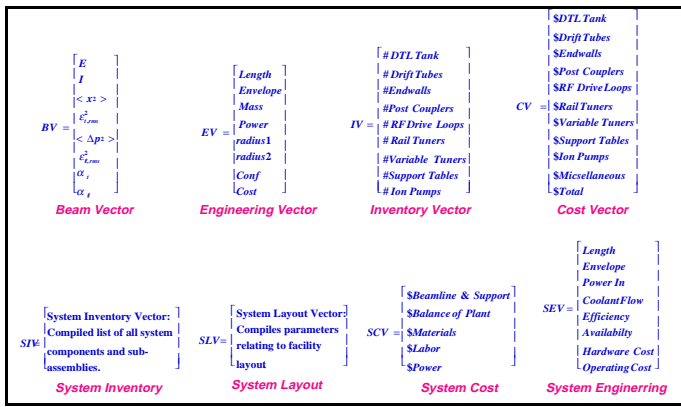 BV =
E
I
< x² >
ε²t,rms
< Δp² >
ε²ℓ,rms
α t
α ℓ
Beam Vector
EV =
Length
Envelope
Mass
Power
radius1
radius2
Conf
Cost
Engineering Vector
IV =
# DTL Tank
# Drift Tubes
#Endwalls
#Post Couplers
# RF Drive Loops
# Rail Tuners
#Variable Tuners
#Support Tables
# Ion Pumps
Inventory Vector
CV =
$DTL Tank
$Drift Tubes
$Endwalls
$Post Couplers
$RF Drive Loops
$Rail Tuners
$Variable Tuners
$Support Tables
$Ion Pumps
$Micsellaneous
$Total
Cost Vector
SIV=
System Inventory Vector:
Compiled list of all system
components and sub-
assemblies.
System Inventory
SLV=
System Layout Vector:
Compiles parameters
relating to facility
layout
System Layout
SCV =
$Beamline & Support
$Balance of Plant
$Materials
$Labor
$Power
System Cost
SEV =
Length
Envelope
Power In
Coolant Flow
Efficiency
Availabilty
Hardware Cost
Operating Cost
System Enginerring